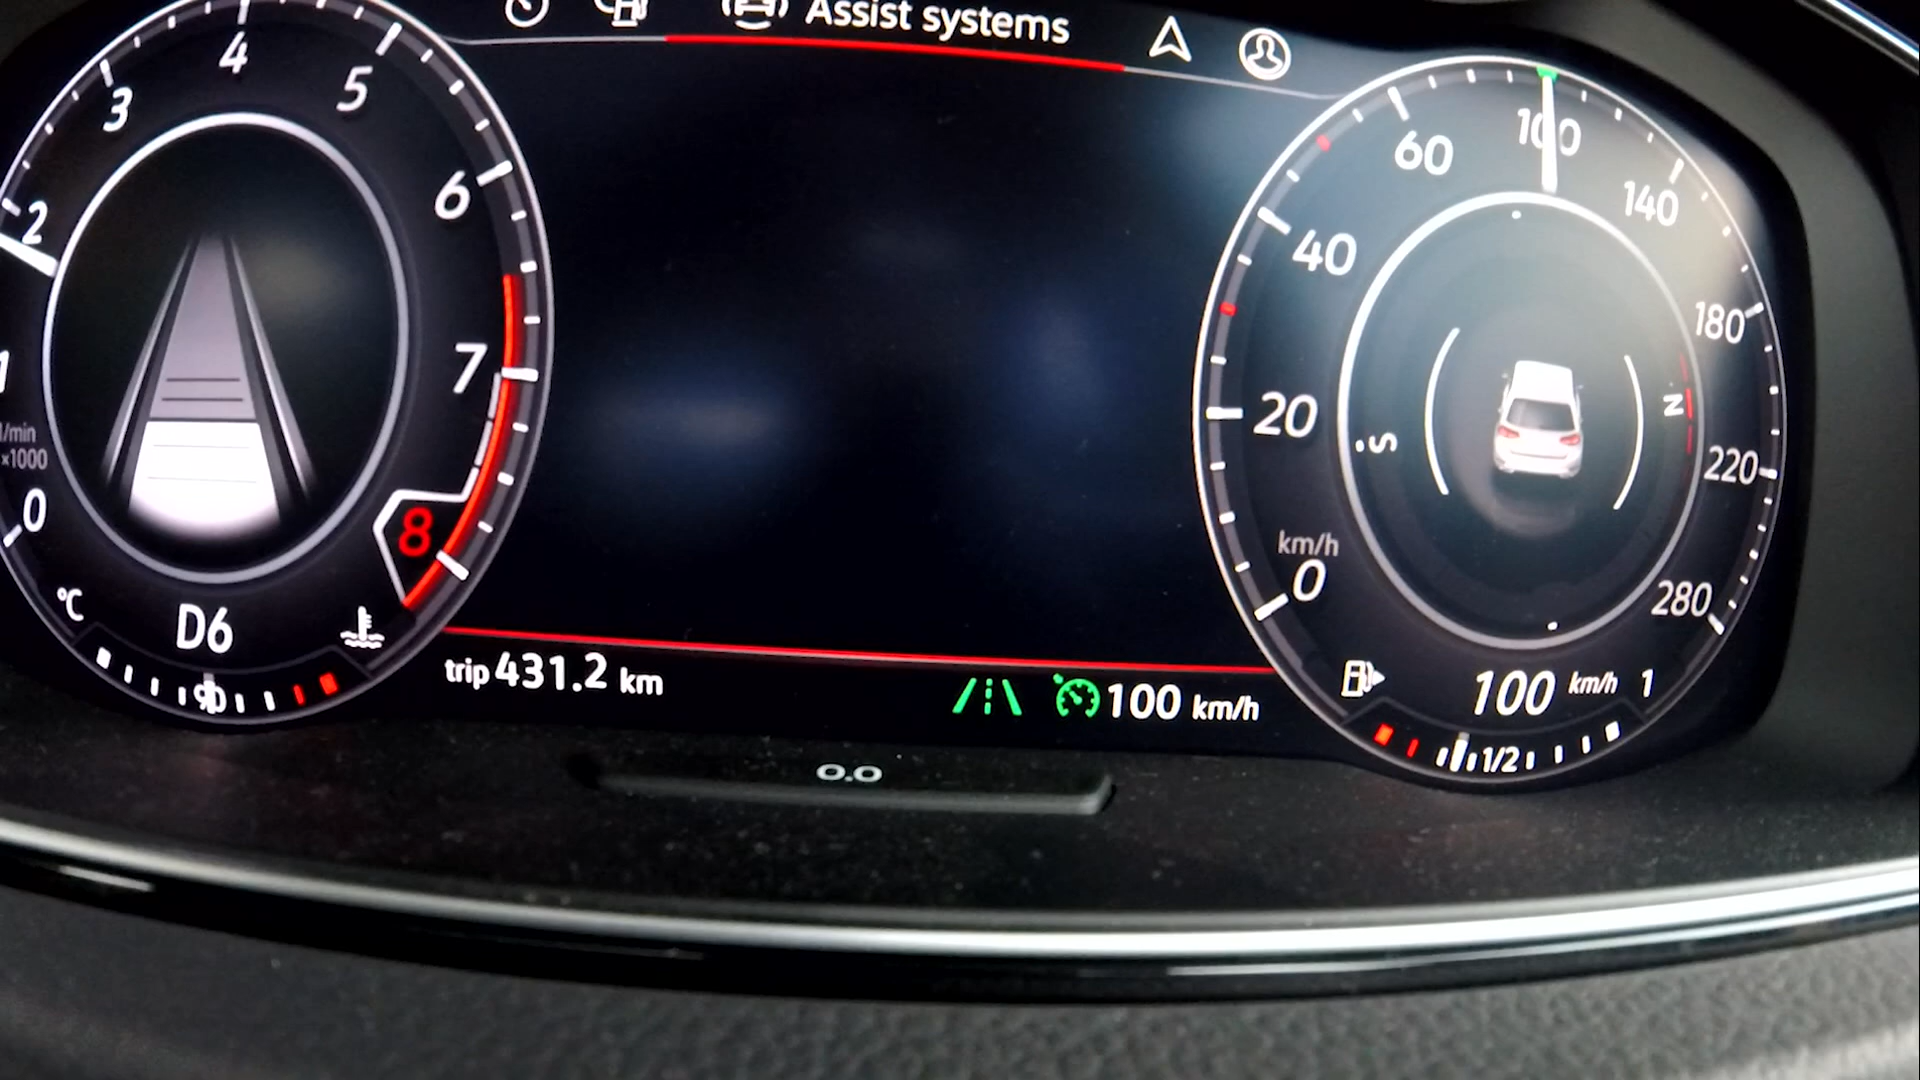 Assist systems
0
1
2
3
4
5
6
7
8
1/min
x1000
°C
D6
90
trip 431.2 km
100 km/h
0.0
0
20
40
60
100
140
180
220
280
km/h
S
N
100 km/h 1
1/2